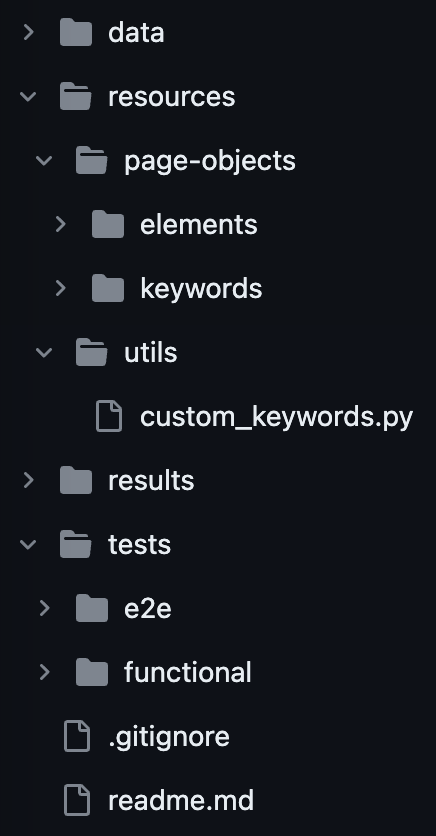 data
resources
page-objects
elements
keywords
utils
custom_keywords.py
results
tests
e2e
functional
.gitignore
readme.md